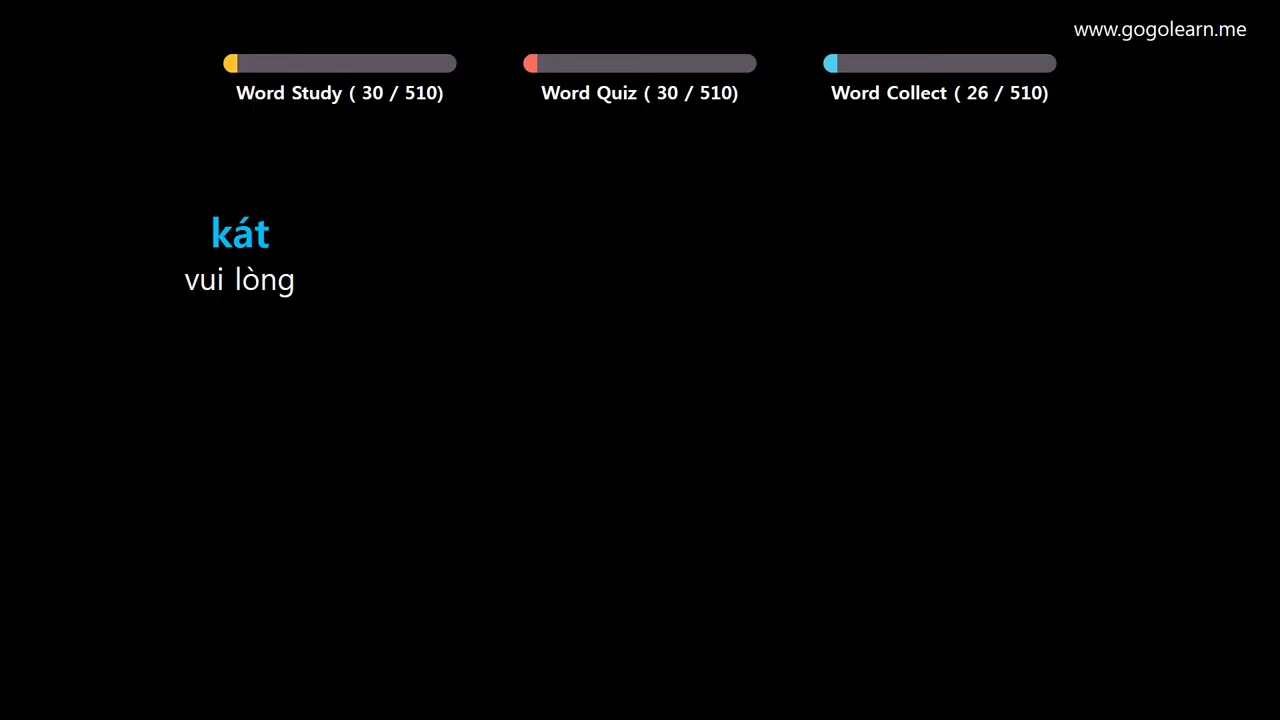 www.gogolearn.me
Word Study ( 30 / 510)
Word Quiz ( 30 / 510)
Word Collect ( 26 / 510)
kát
vui lòng